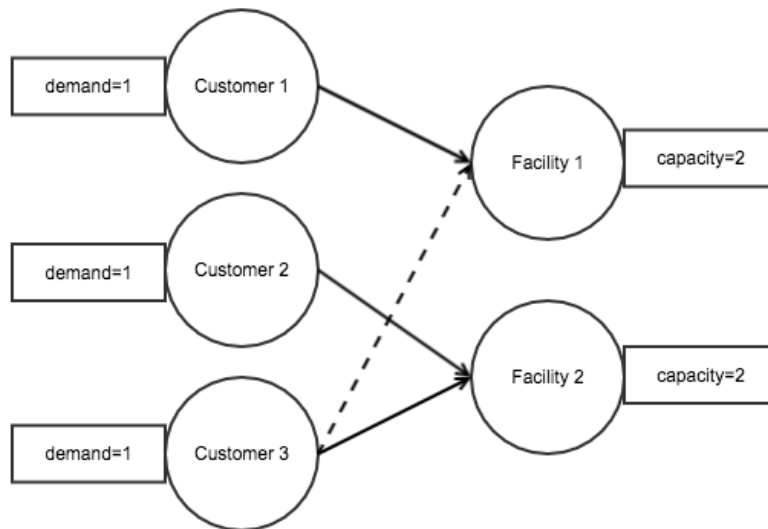 demand=1
Customer 1
Facility 1
capacity=2
demand=1
Customer 2
Facility 2
capacity=2
demand=1
Customer 3